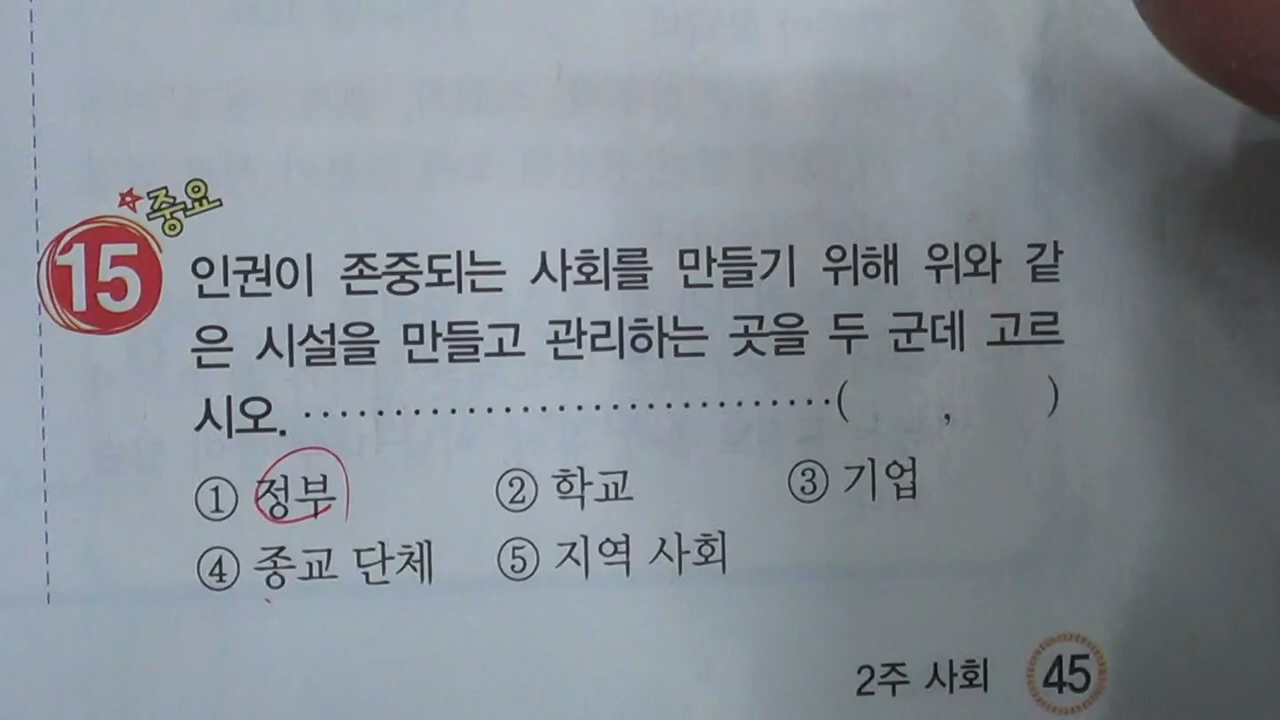 중요
15 인권이 존중되는 사회를 만들기 위해 위와 같
은 시설을 만들고 관리하는 곳을 두 군데 고르
시오. ······························( , )
① 정부 ② 학교 ③ 기업
④ 종교 단체 ⑤ 지역 사회
2주 사회 45